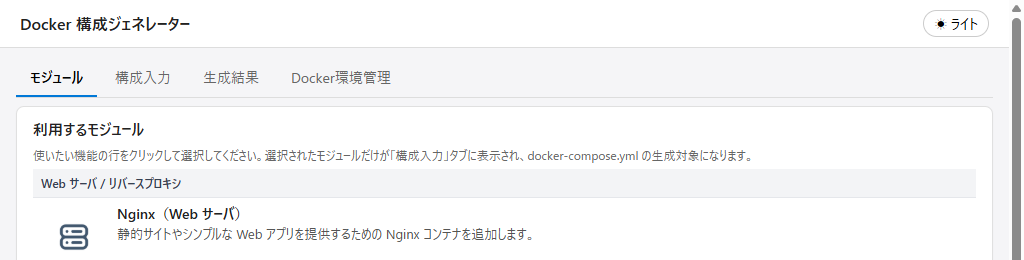 Docker 構成ジェネレーター
ライト
モジュール 構成入力 生成結果 Docker環境管理
利用するモジュール
使いたい機能の行をクリックして選択してください。選択されたモジュールだけが「構成入力」タブに表示され、docker-compose.yml の生成対象になります。
Web サーバ / リバースプロキシ
Nginx（Web サーバ）
静的サイトやシンプルな Web アプリを提供するための Nginx コンテナを追加します。